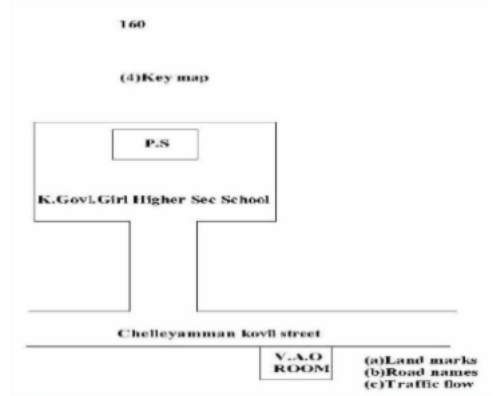 160
(4)Key map
P.S
K.Govt.Girl Higher Sec School
Chelleyamman kovil street
V.A.O
ROOM
(a)Land marks
(b)Road names
(c)Traffic flow